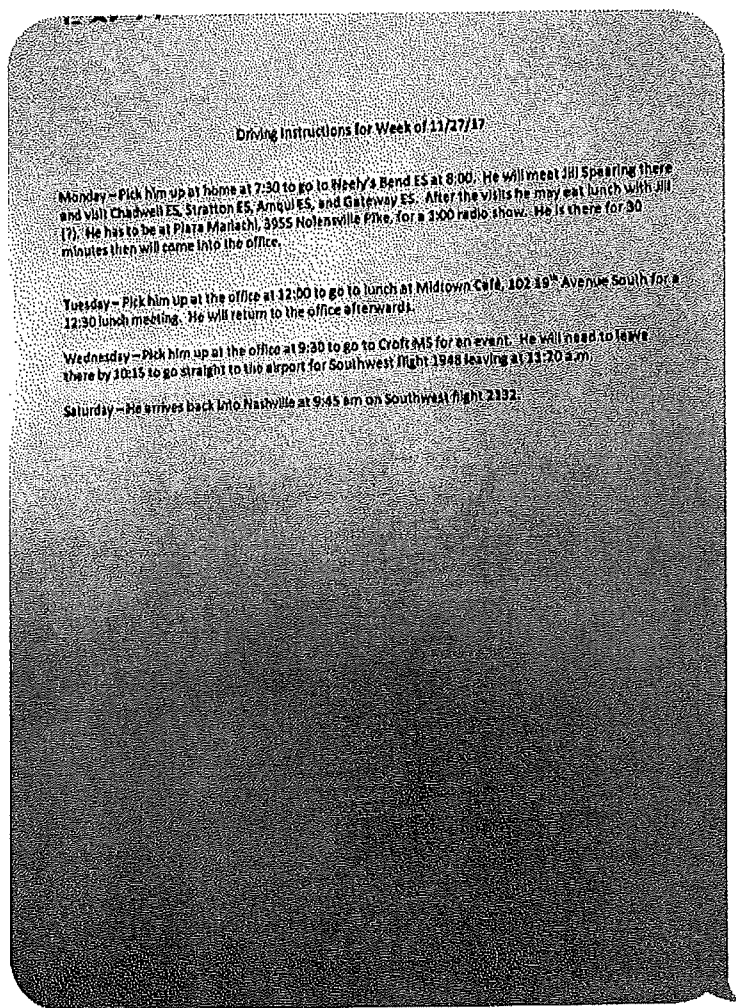 Driving Instructions for Week of 11/27/17
Monday – Pick him up at home at 7:30 to go to Neely's Bend ES at 8:00. He will meet Jill Spearing there
and visit Chadwell ES, Stratton ES, Amqui ES, and Gateway ES. After the visits he may eat lunch with Jill
(?). He has to be at Plaza Mariachi, 3955 Nolensville Pike, for a 3:00 radio show. He is there for 30
minutes then will come into the office.
Tuesday – Pick him up at the office at 12:00 to go to lunch at Midtown Café, 102 19th Avenue South for a
12:30 lunch meeting. He will return to the office afterwards.
Wednesday – Pick him up at the office at 9:30 to go to Croft MS for an event. He will need to leave
there by 10:15 to go straight to the airport for Southwest flight 1948 leaving at 11:20 a.m.
Saturday – He arrives back into Nashville at 9:45 am on Southwest flight 2132.